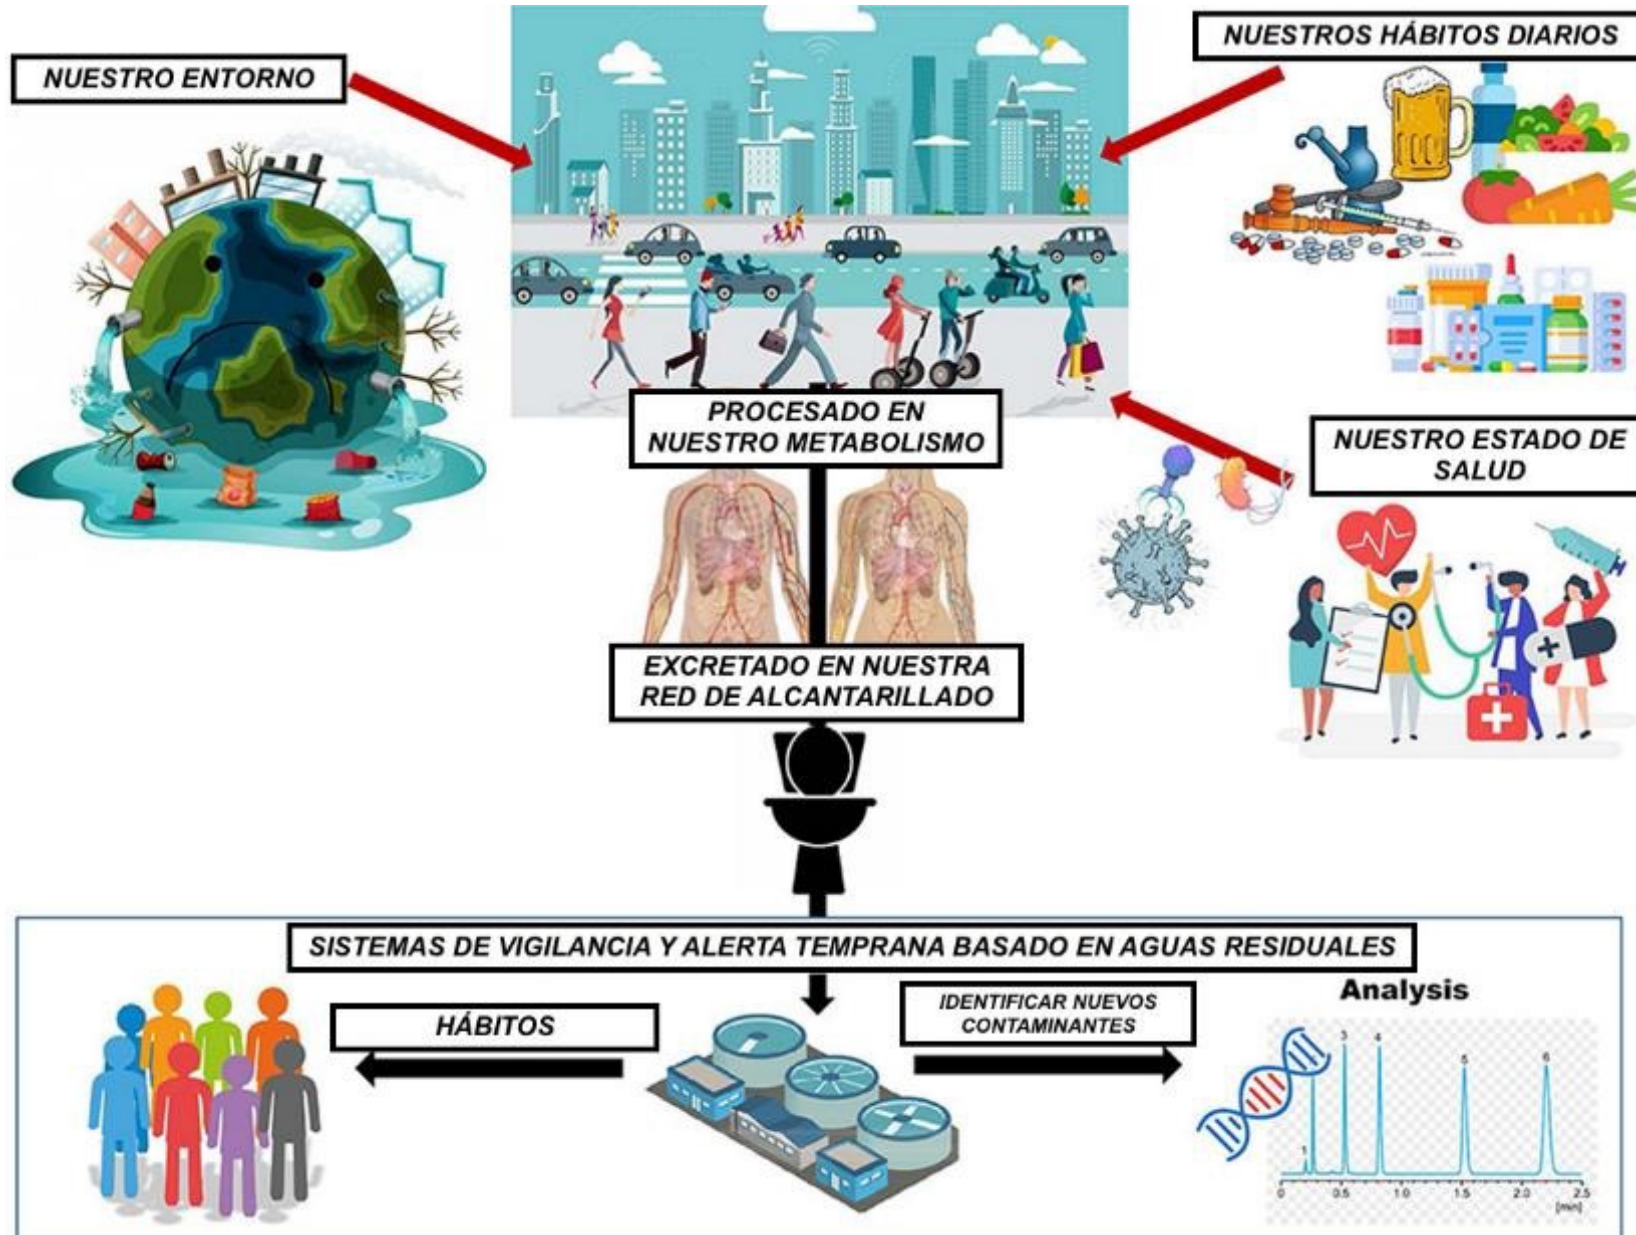 NUESTRO ENTORNO
NUESTROS HÁBITOS DIARIOS
PROCESADO EN
NUESTRO METABOLISMO
NUESTRO ESTADO DE
SALUD
EXCRETADO EN NUESTRA
RED DE ALCANTARILLADO
SISTEMAS DE VIGILANCIA Y ALERTA TEMPRANA BASADO EN AGUAS RESIDUALES
HÁBITOS
IDENTIFICAR NUEVOS
CONTAMINANTES
Analysis
1 3 4 5 6
0 0.5 1.0 1.5 2.0 2.5
[min]